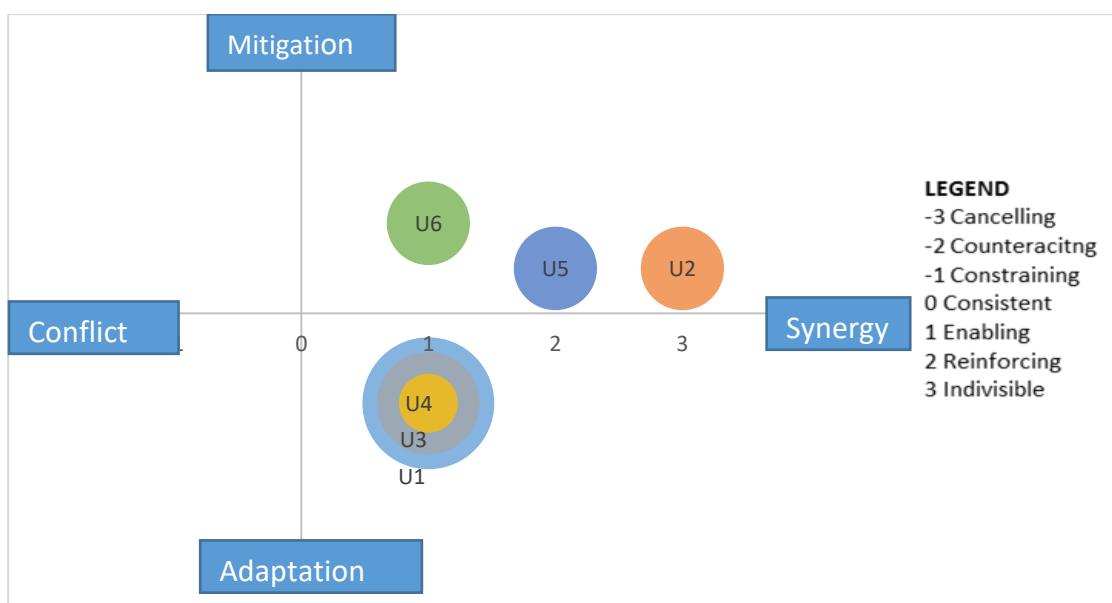 Mitigation
U6
U5
U2
LEGEND
-3 Cancelling
-2 Counteracitng
-1 Constraining
0 Consistent
1 Enabling
2 Reinforcing
3 Indivisible
Conflict
Synergy
0
1
2
3
U4
U3
U1
Adaptation